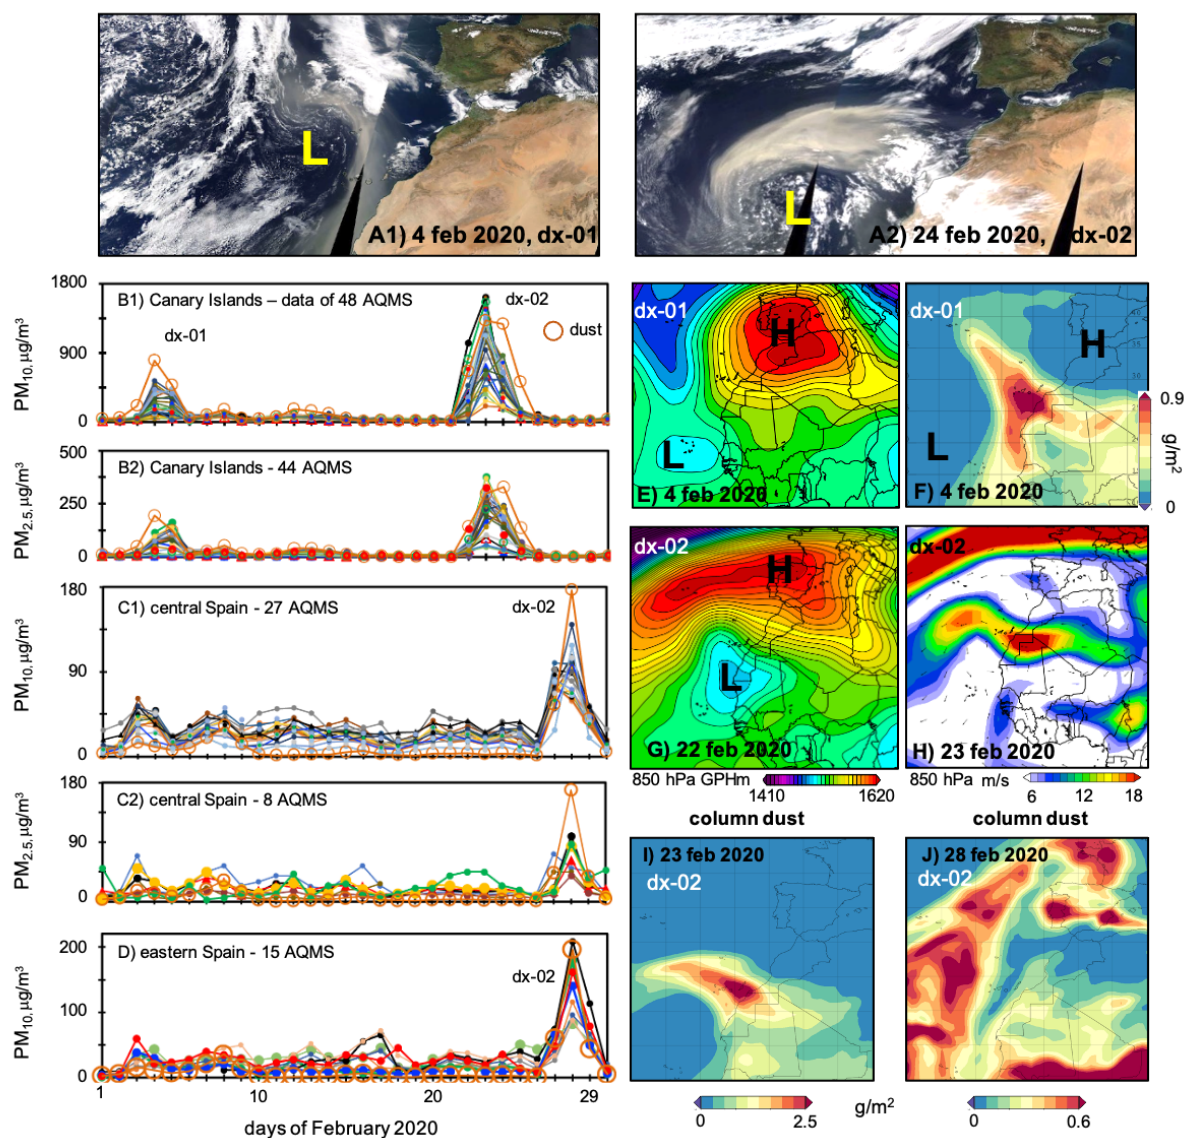 L
A1) 4 feb 2020, dx-01
L
A2) 24 feb 2020, dx-02
1800
900
0
PM10, µg/m³
B1) Canary Islands – data of 48 AQMS
dx-01
dx-02
dust
500
250
0
PM2.5, µg/m³
B2) Canary Islands - 44 AQMS
180
90
0
PM10, µg/m³
C1) central Spain - 27 AQMS
dx-02
180
90
0
PM2.5, µg/m³
C2) central Spain - 8 AQMS
200
100
0
PM10, µg/m³
D) eastern Spain - 15 AQMS
dx-02
1
10
20
29
days of February 2020
dx-01
H
L
E) 4 feb 2020
dx-01
H
L
F) 4 feb 2020
0.9
g/m2
0
dx-02
H
L
G) 22 feb 2020
850 hPa GPHm
1410
1620
dx-02
H) 23 feb 2020
850 hPa m/s
6
12
18
column dust
column dust
I) 23 feb 2020
dx-02
J) 28 feb 2020
dx-02
0
2.5
g/m2
0
0.6